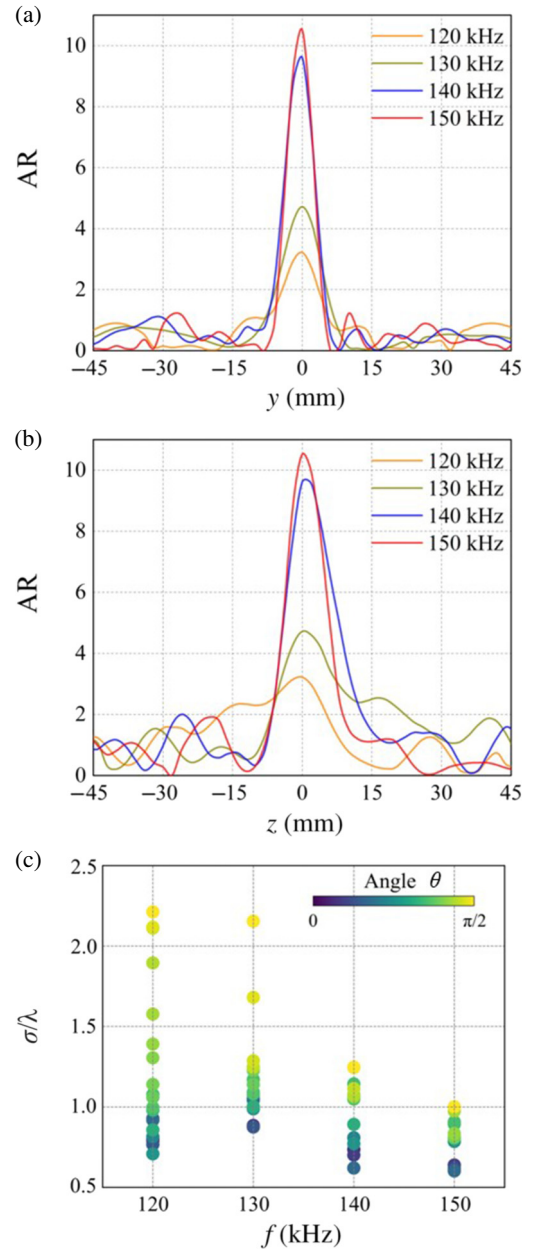 (a)
10
8
6
4
2
0
AR
120 kHz
130 kHz
140 kHz
150 kHz
−45 −30 −15 0 15 30 45
y (mm)
(b)
10
8
6
4
2
0
AR
120 kHz
130 kHz
140 kHz
150 kHz
−45 −30 −15 0 15 30 45
z (mm)
(c)
2.5
2.0
1.5
1.0
0.5
σ/λ
Angle θ
0 π/2
120 130 140 150
f (kHz)